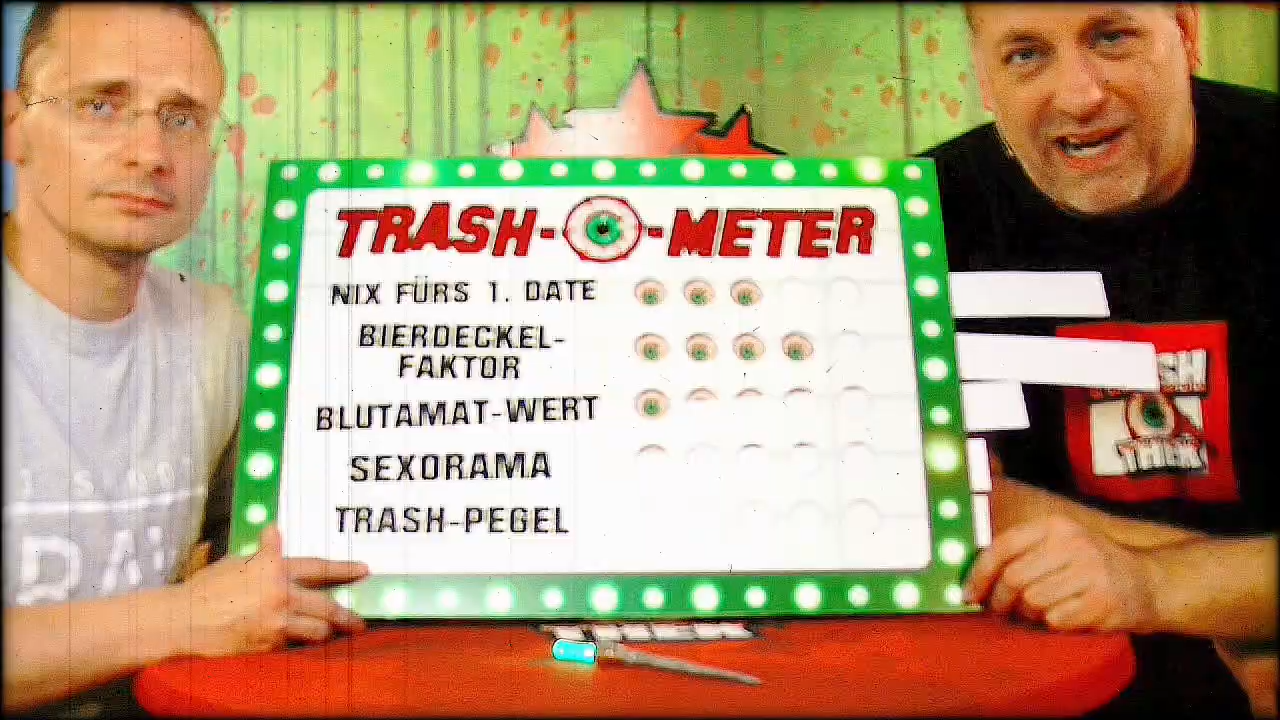 TRASH-O-METER
NIX FÜRS 1. DATE
BIERDECKEL-
FAKTOR
BLUTAMAT-WERT
SEXORAMA
TRASH-PEGEL